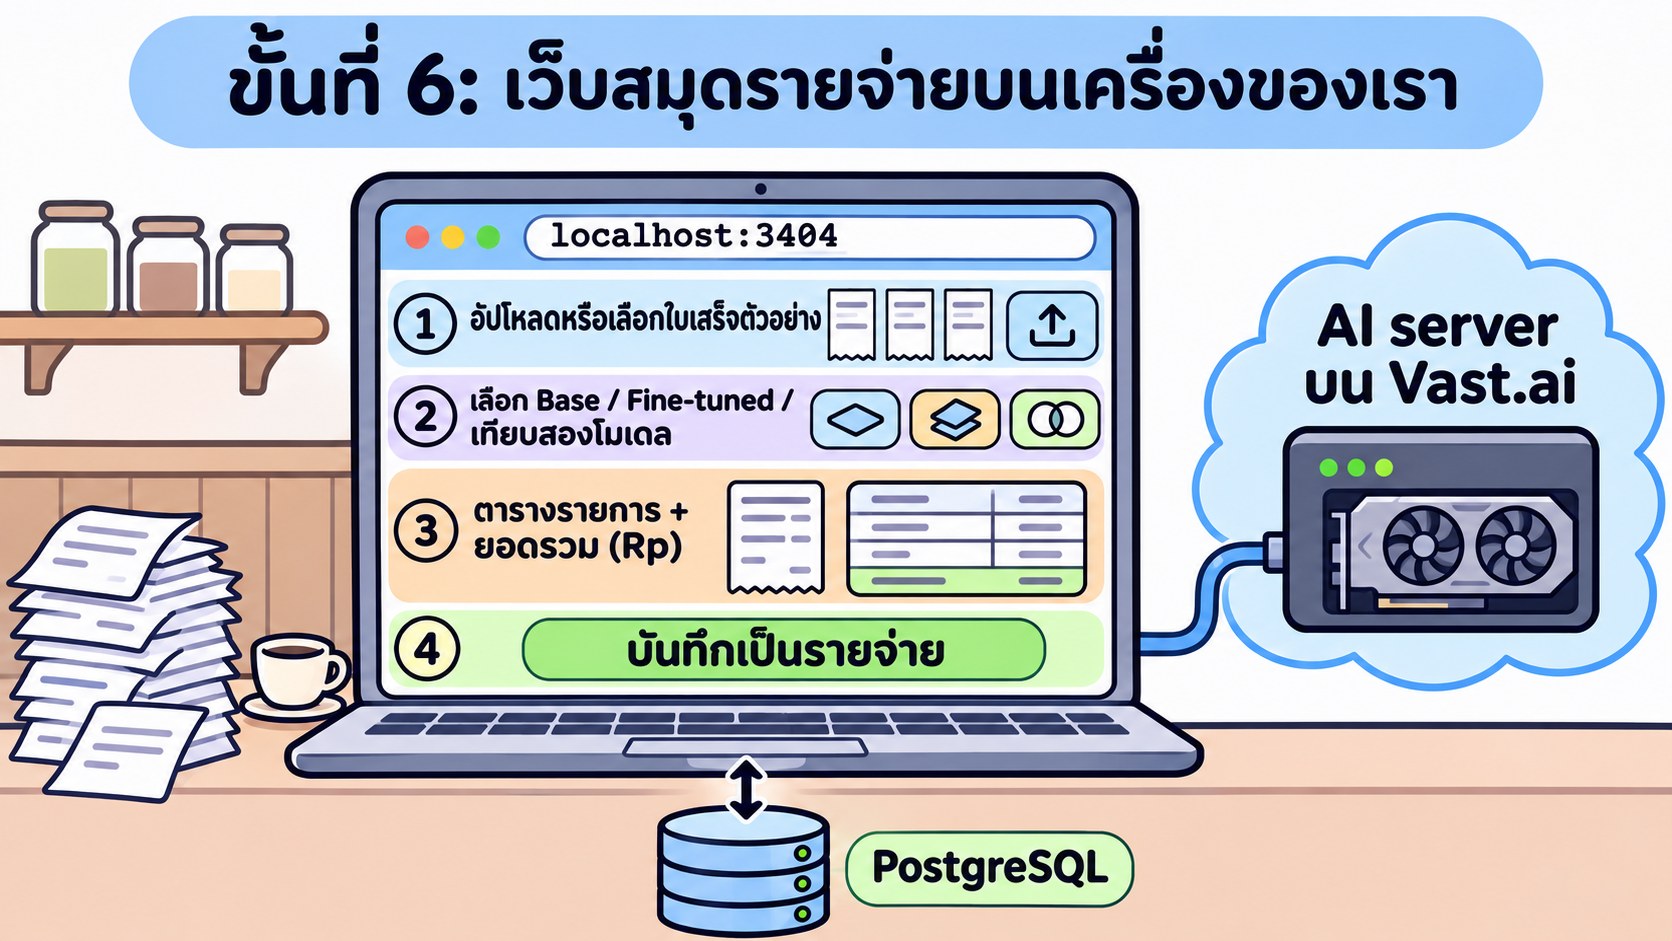 ขั้นที่ 6: เว็บสมุดรายจ่ายบนเครื่องของเรา
localhost:3404
1 อัปโหลดหรือเลือกใบเสร็จตัวอย่าง
2 เลือก Base / Fine-tuned /
เทียบสองโมเดล
3 ตารางรายการ +
ยอดรวม (Rp)
4 บันทึกเป็นรายจ่าย
AI server
บน Vast.ai
PostgreSQL